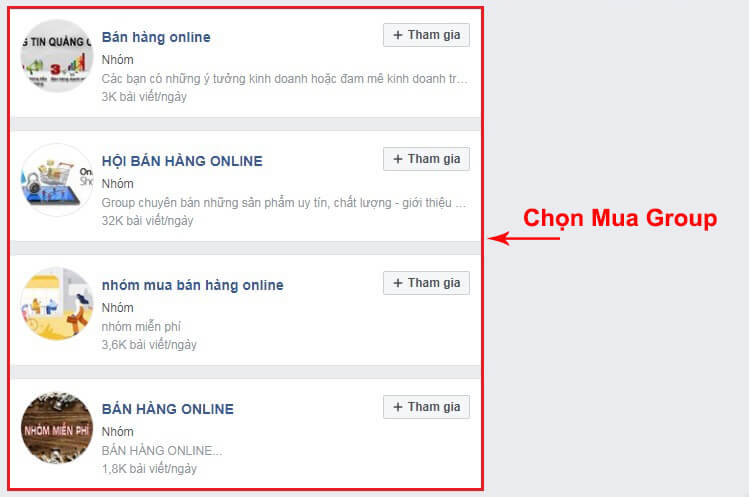 G TIN QUẢNG C
3
Bán hàng online
+ Tham gia
Nhóm
Các bạn có những ý tưởng kinh doanh hoặc đam mê kinh doanh tr...
3K bài viết/ngày
HỘI BÁN HÀNG ONLINE
+ Tham gia
Nhóm
Group chuyên bán những sản phẩm uy tín, chất lượng - giới thiệu ...
32K bài viết/ngày
Chọn Mua Group
nhóm mua bán hàng online
+ Tham gia
Nhóm
nhóm miễn phí
3,6K bài viết/ngày
NHÓM MIỄN PHÍ
BÁN HÀNG ONLINE
+ Tham gia
Nhóm
BÁN HÀNG ONLINE...
1,8K bài viết/ngày